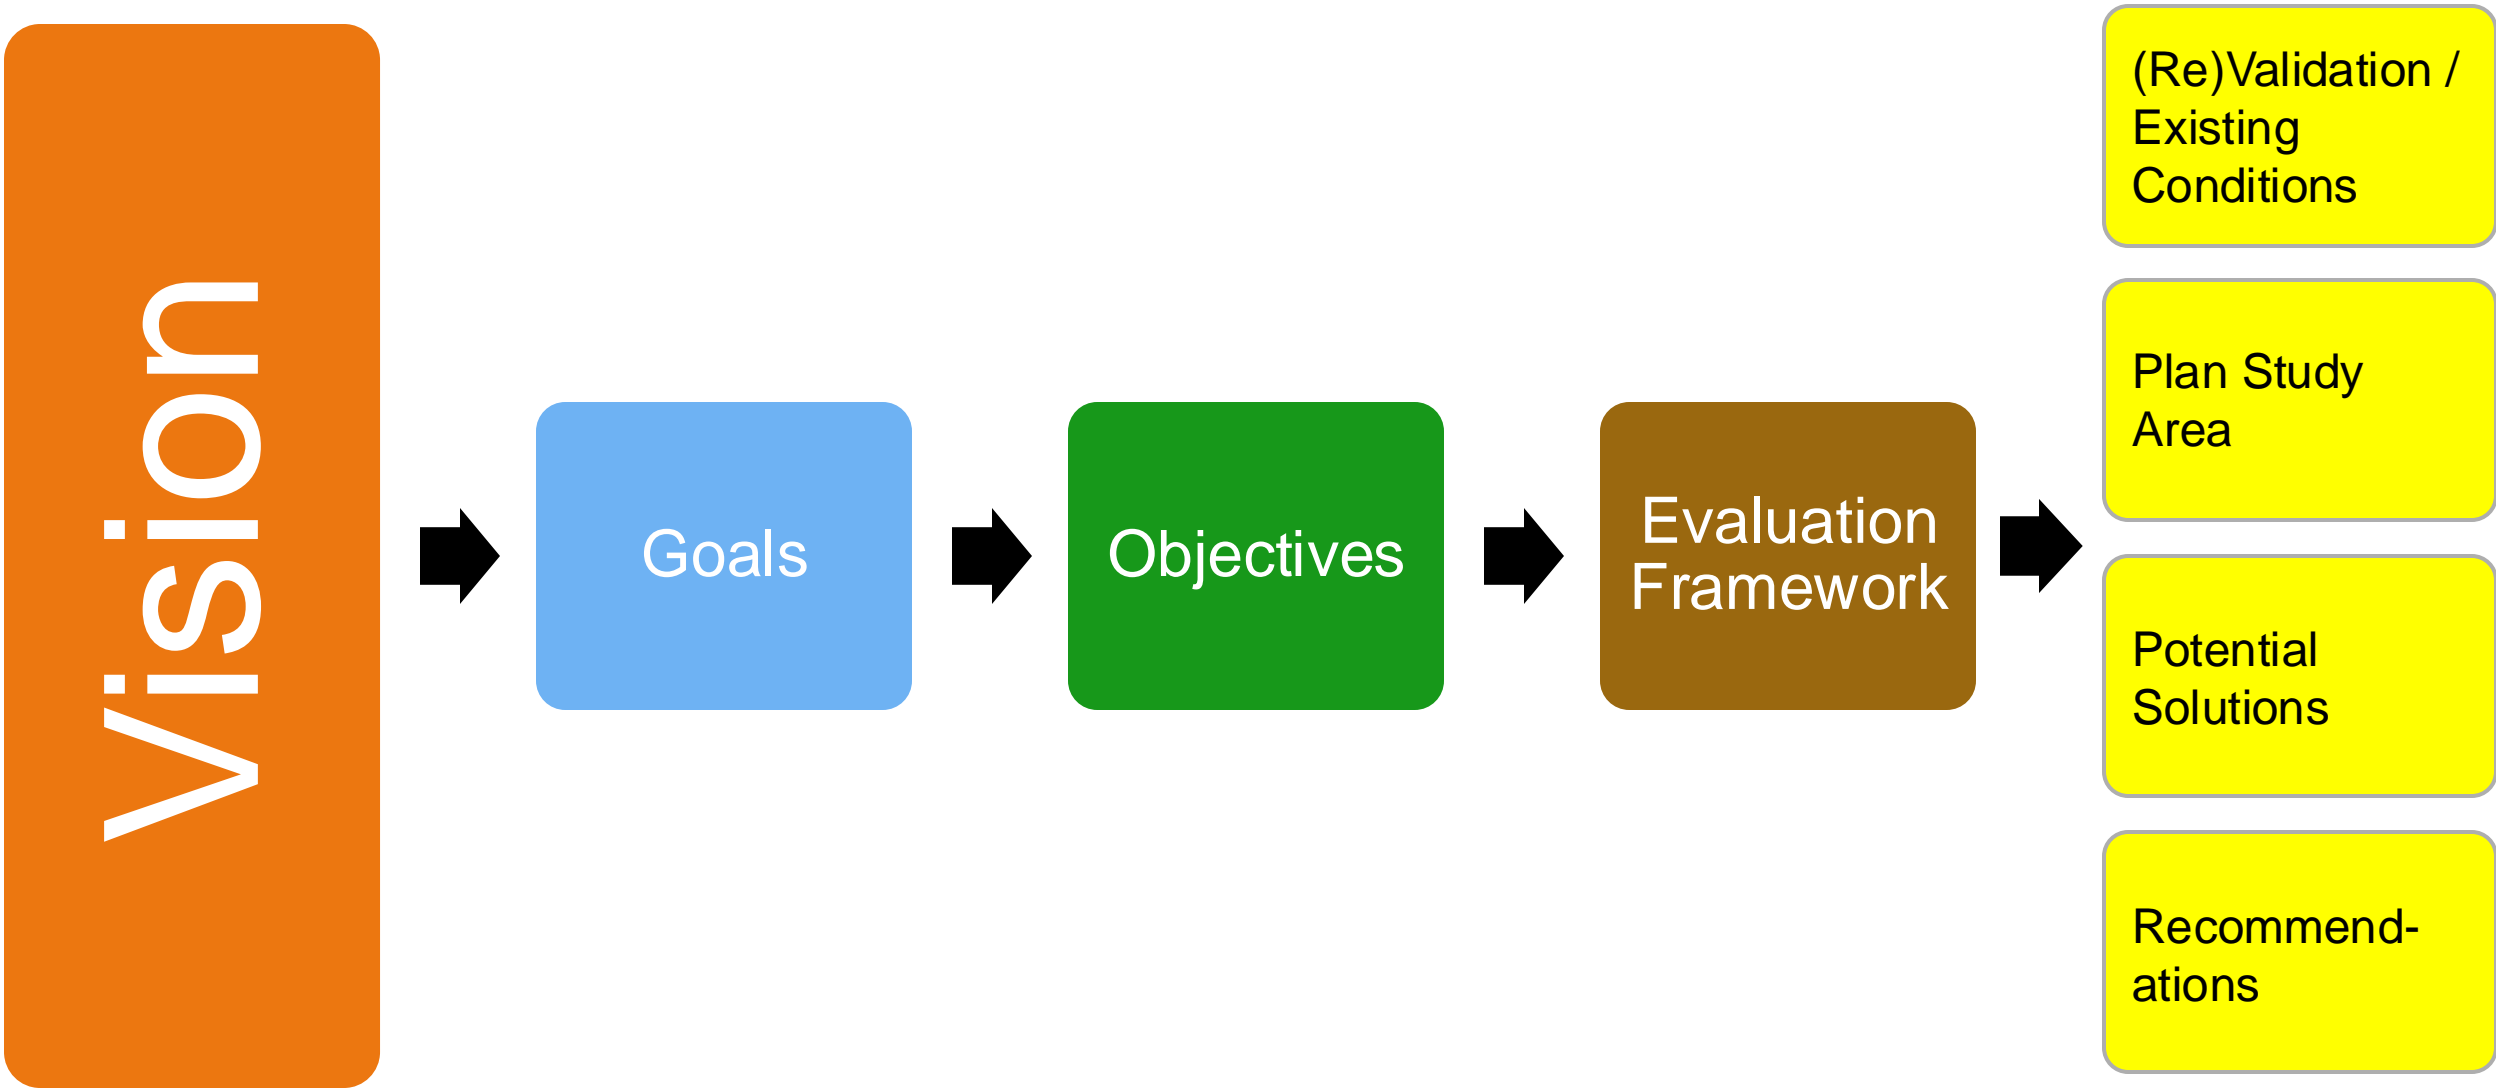 Vision
Goals
Objectives
Evaluation
Framework
(Re)Validation /
Existing
Conditions
Plan Study
Area
Potential
Solutions
Recommend-
ations